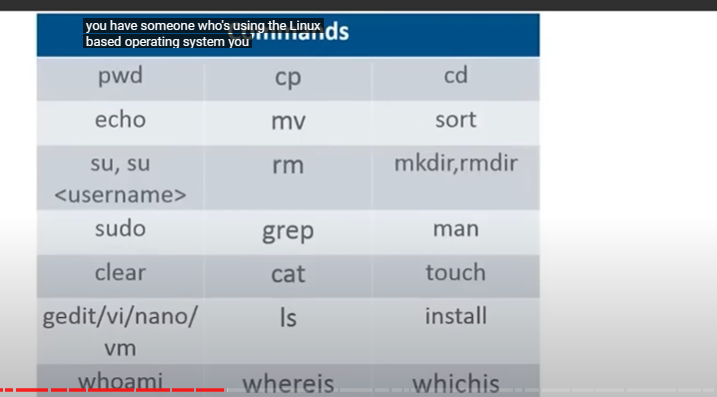 you have someone who's using the Linux
based operating system you
Commands
pwd cp cd
echo mv sort
su, su rm mkdir,rmdir
<username>
sudo grep man
clear cat touch
gedit/vi/nano/ ls install
vm
whoami whereis whichis